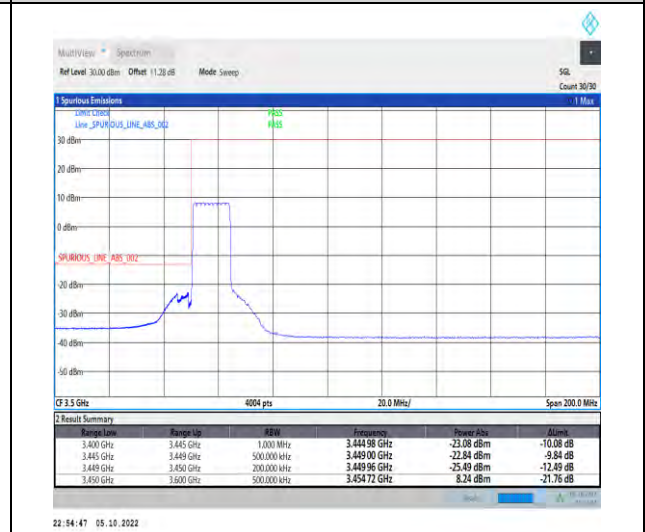 MultiView Spectrum
Ref Level 30.00 dBm Offset 11.28 dB Mode Sweep SGL
Count 30/30
1 Spurious Emissions 1 Max
Limit Check PASS
Line _SPURIOUS_LINE_ABS_002 PASS
30 dBm
20 dBm
10 dBm
0 dBm
SPURIOUS_LINE_ABS_002
-20 dBm
-30 dBm
-40 dBm
-50 dBm
CF 3.5 GHz 4004 pts 20.0 MHz/ Span 200.0 MHz
2 Result Summary
Range Low Range Up RBW Frequency Power Abs ΔLimit
3.400 GHz 3.445 GHz 1.000 MHz 3.444 98 GHz -23.08 dBm -10.08 dB
3.445 GHz 3.449 GHz 500.000 kHz 3.449 00 GHz -22.84 dBm -9.84 dB
3.449 GHz 3.450 GHz 200.000 kHz 3.449 96 GHz -25.49 dBm -12.49 dB
3.450 GHz 3.600 GHz 500.000 kHz 3.454 72 GHz 8.24 dBm -21.76 dB
22:54:47 05.10.2022